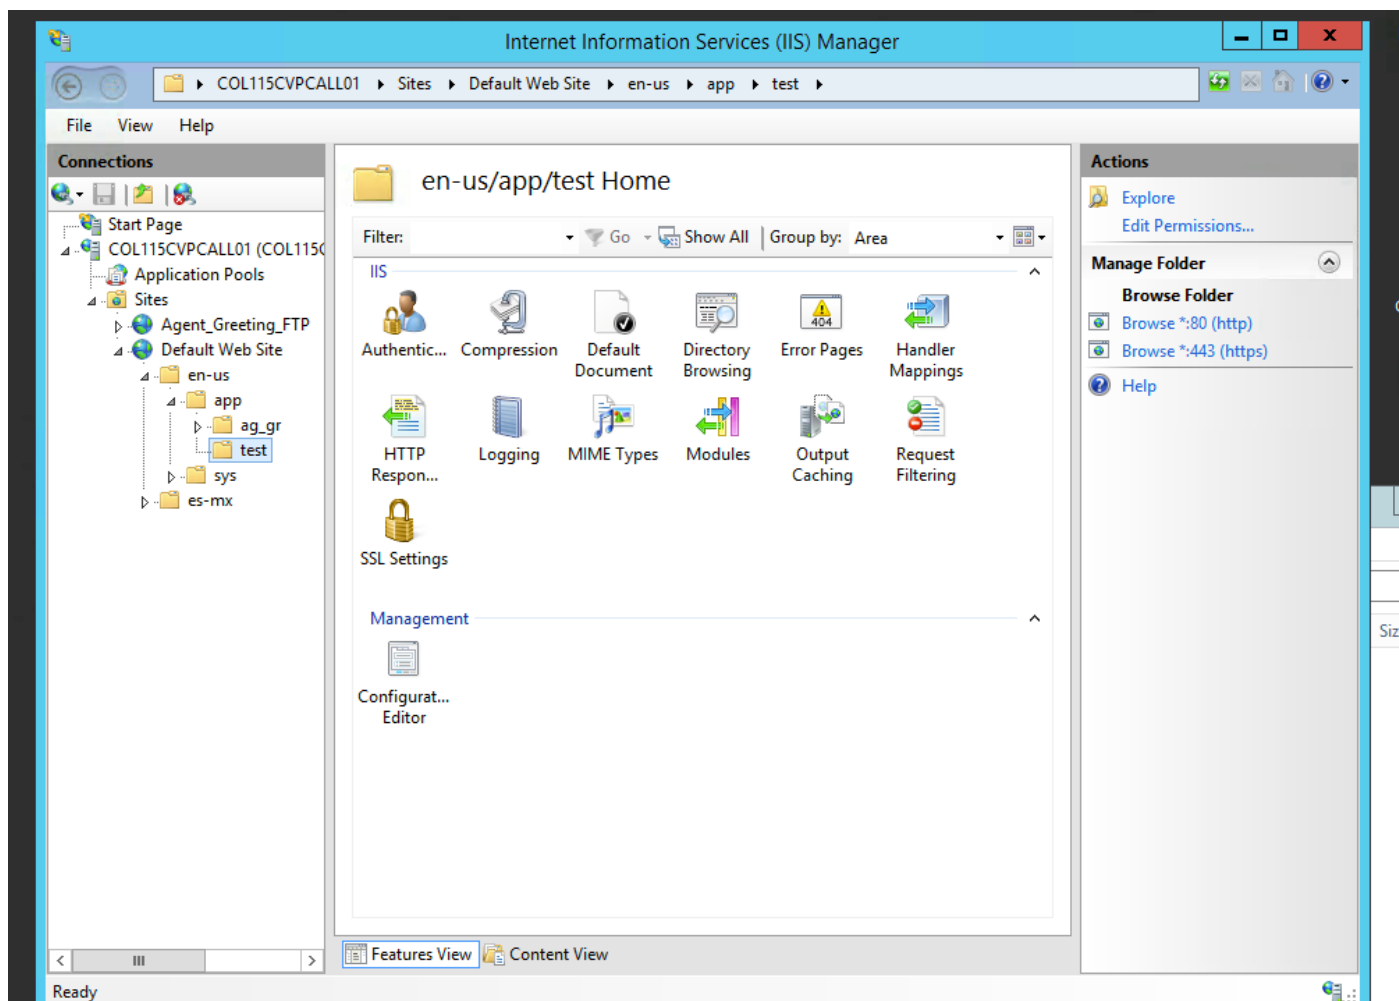 Internet Information Services (IIS) Manager
COL115CVPCALL01 Sites Default Web Site en-us app test
File View Help
Connections
Start Page
COL115CVPCALL01 (COL115C
Application Pools
Sites
Agent_Greeting_FTP
Default Web Site
en-us
app
ag_gr
test
sys
es-mx
en-us/app/test Home
Filter: Go Show All Group by: Area
IIS
Authentic... Compression Default Document Directory Browsing Error Pages Handler Mappings
HTTP Respon... Logging MIME Types Modules Output Caching Request Filtering
SSL Settings
Management
Configurat... Editor
Features View Content View
Actions
Explore
Edit Permissions...
Manage Folder
Browse Folder
Browse *:80 (http)
Browse *:443 (https)
Help
Siz
Ready